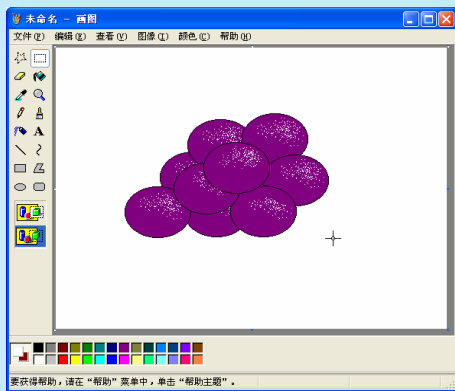 未命名 - 画图
文件(F) 编辑(E) 查看(V) 图像(I) 颜色(C) 帮助(H)
A
要获得帮助，请在“帮助”菜单中，单击“帮助主题”。